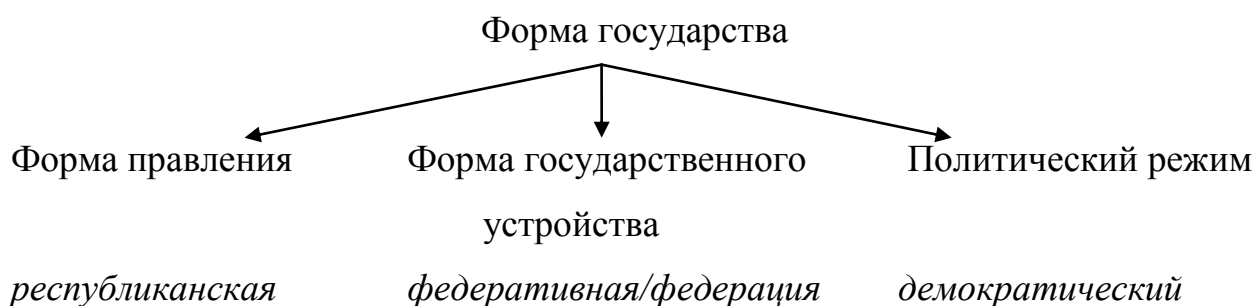 Форма государства
Форма правления Форма государственного Политический режим
устройства
республиканская федеративная/федерация демократический